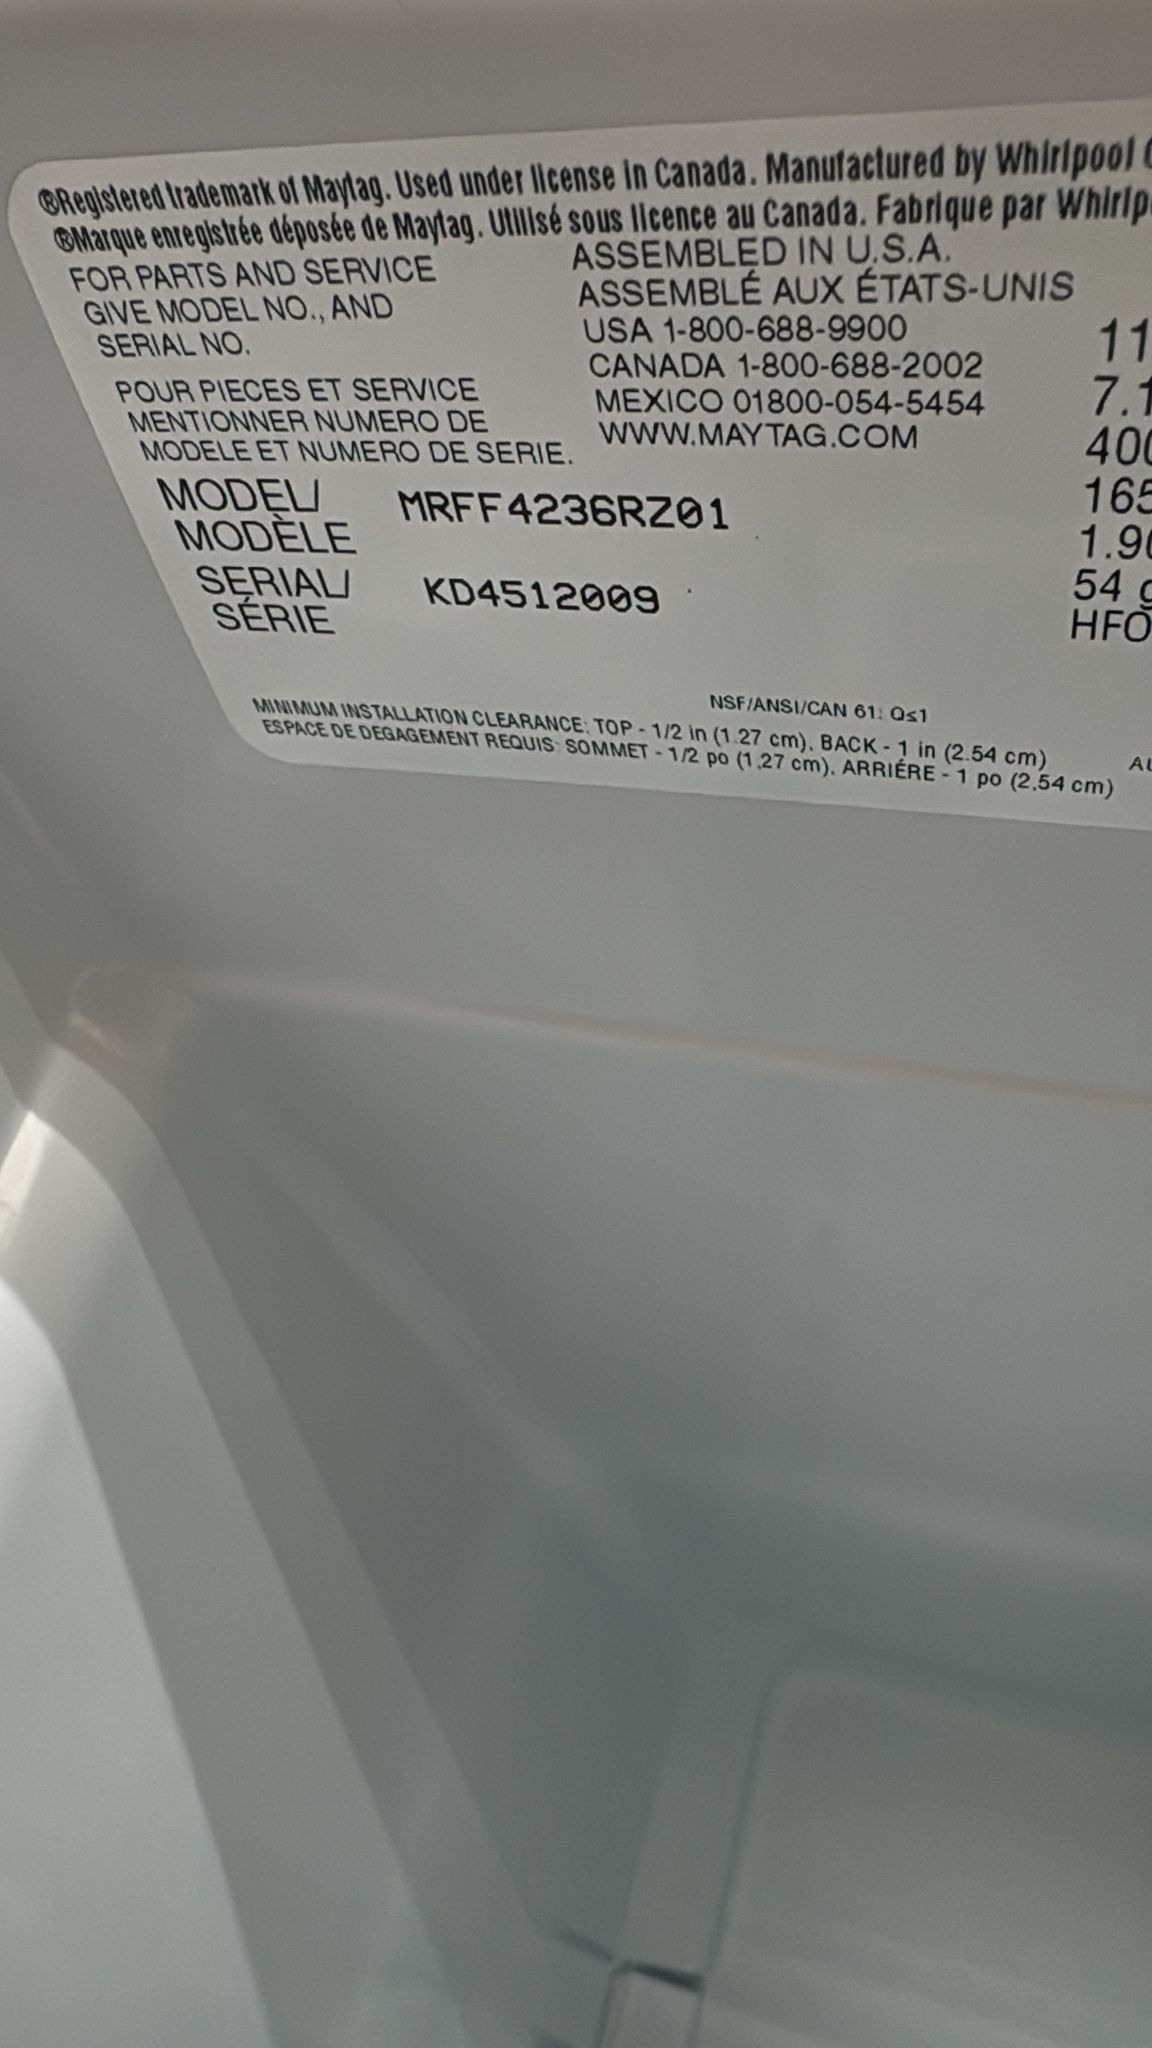 ®Registered trademark of Maytag. Used under license in Canada. Manufactured by Whirlpool
®Marque enregistrée déposée de Maytag. Utilisé sous licence au Canada. Fabrique par
FOR PARTS AND SERVICE
GIVE MODEL NO., AND
SERIAL NO.
POUR PIECES ET SERVICE
MENTIONNER NUMERO DE
MODELE ET NUMERO DE SERIE.
ASSEMBLED IN U.S.A.
ASSEMBLÉ AUX ÉTATS-UNIS
USA 1-800-688-9900
CANADA 1-800-688-2002
MEXICO 01800-054-5454
WWW.MAYTAG.COM
MODEL/ MRFF4236RZ01
MODÈLE
SERIAL/ KD4512009
SÉRIE
54
NSF/ANSI/CAN 61: Q≤1
MINIMUM INSTALLATION CLEARANCE: TOP - 1/2 in (1.27 cm), BACK - 1 in (2.54 cm)
ESPACE DE DEGAGEMENT REQUIS: SOMMET - 1/2 po (1,27 cm), ARRIÉRE - 1 po (2,54 cm)